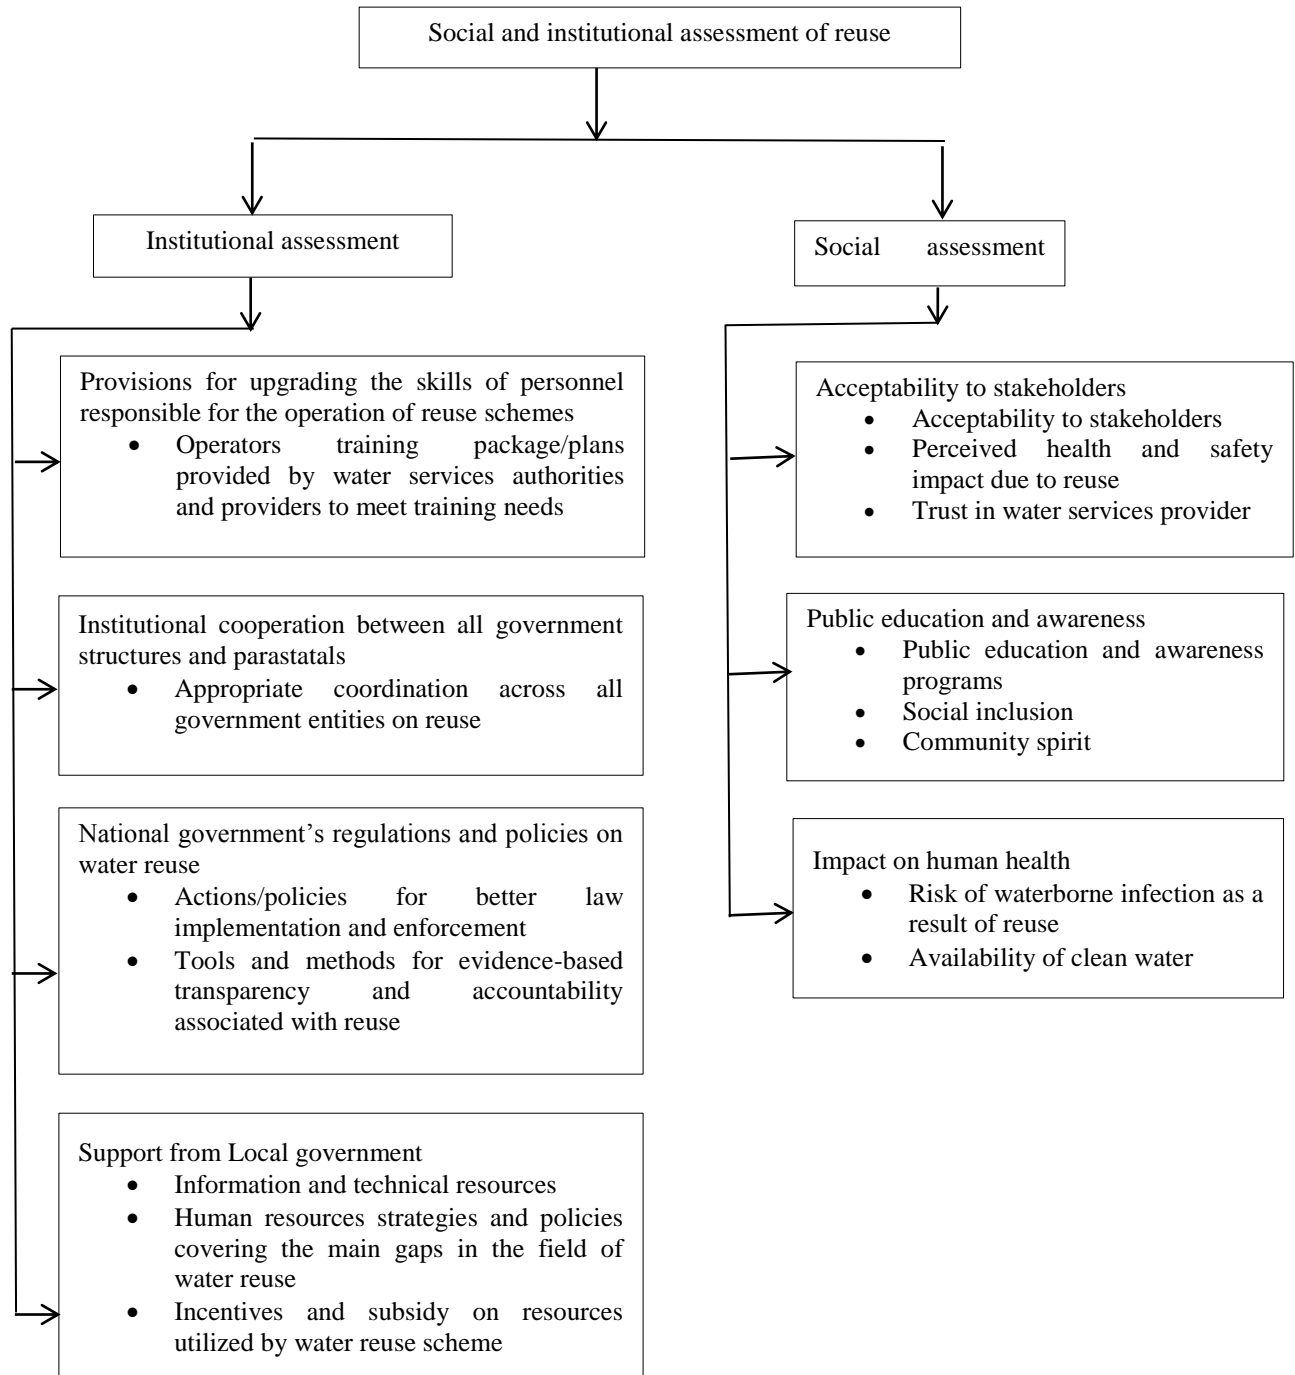 Social and institutional assessment of reuse
Institutional assessment
Social assessment
Provisions for upgrading the skills of personnel
responsible for the operation of reuse schemes
• Operators training package/plans
provided by water services authorities
and providers to meet training needs
Institutional cooperation between all government
structures and parastatals
• Appropriate coordination across all
government entities on reuse
National government’s regulations and policies on
water reuse
• Actions/policies for better law
implementation and enforcement
• Tools and methods for evidence-based
transparency and accountability
associated with reuse
Support from Local government
• Information and technical resources
• Human resources strategies and policies
covering the main gaps in the field of
water reuse
• Incentives and subsidy on resources
utilized by water reuse scheme
Acceptability to stakeholders
• Acceptability to stakeholders
• Perceived health and safety
impact due to reuse
• Trust in water services provider
Public education and awareness
• Public education and awareness
programs
• Social inclusion
• Community spirit
Impact on human health
• Risk of waterborne infection as a
result of reuse
• Availability of clean water